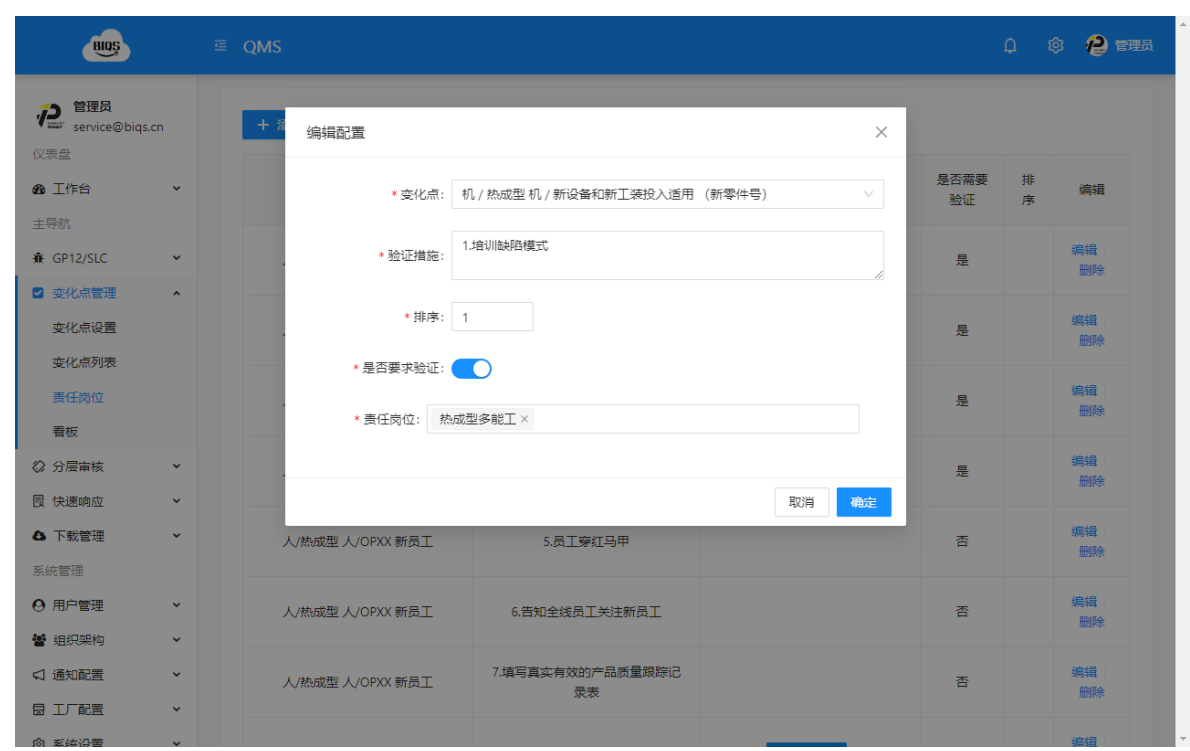 BIQS
QMS
管理员
管理员
service@biqs.cn
仪表盘
工作台
主导航
GP12/SLC
变化点管理
变化点设置
变化点列表
责任岗位
看板
分层审核
快速响应
下载管理
系统管理
用户管理
组织架构
通知配置
工厂配置
系统设置
编辑配置
* 变化点:
机 / 热成型 机 / 新设备和新工装投入适用 （新零件号）
* 验证措施:
1.培训缺陷模式
* 排序:
1
* 是否要求验证:
* 责任岗位:
热成型多能工 ×
取消
确定
是否需要
验证
排
序
编辑
是
编辑
删除
是
编辑
删除
是
编辑
删除
是
编辑
删除
人/热成型 人/OPXX 新员工
5.员工穿红马甲
否
编辑
删除
人/热成型 人/OPXX 新员工
6.告知全线员工关注新员工
否
编辑
删除
人/热成型 人/OPXX 新员工
7.填写真实有效的产品质量跟踪记
录表
否
编辑
删除
编辑